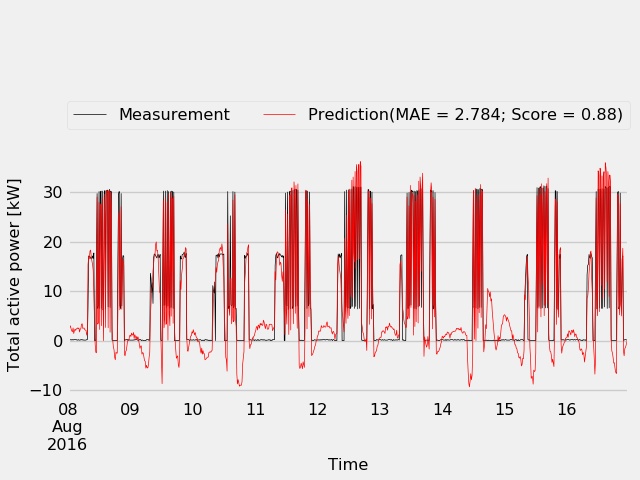 Measurement Prediction(MAE = 2.784; Score = 0.88)
Total active power [kW]
30
20
10
0
−10
08 09 10 11 12 13 14 15 16
Aug
2016
Time